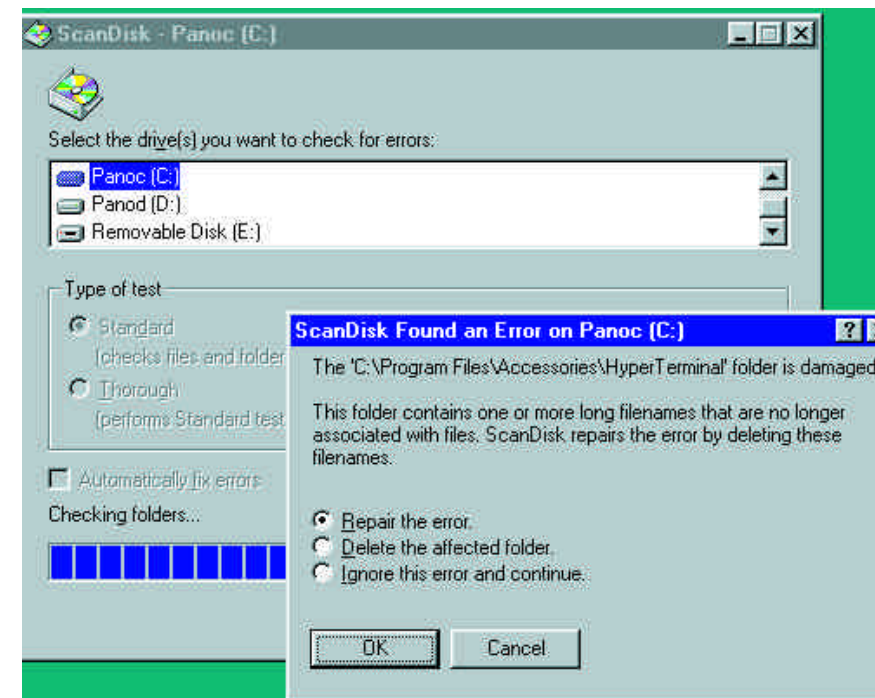 ScanDisk - Panoc (C:)
Select the drive(s) you want to check for errors:
Panoc (C:)
Panod (D:)
Removable Disk (E:)
Type of test
Standard
(checks files and folder
Thorough
(performs Standard test
Automatically fix errors
Checking folders...
ScanDisk Found an Error on Panoc (C:)
?
The 'C:\Program Files\Accessories\HyperTerminal' folder is damaged
This folder contains one or more long filenames that are no longer
associated with files. ScanDisk repairs the error by deleting these
filenames.
Repair the error.
Delete the affected folder.
Ignore this error and continue.
OK
Cancel